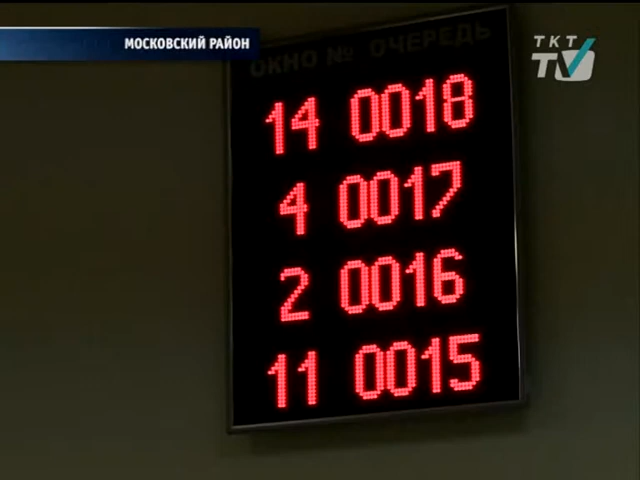 МОСКОВСКИЙ РАЙОН
ТКТ
TV
ОКНО № ОЧЕРЕДЬ
14 0018
4 0017
2 0016
11 0015